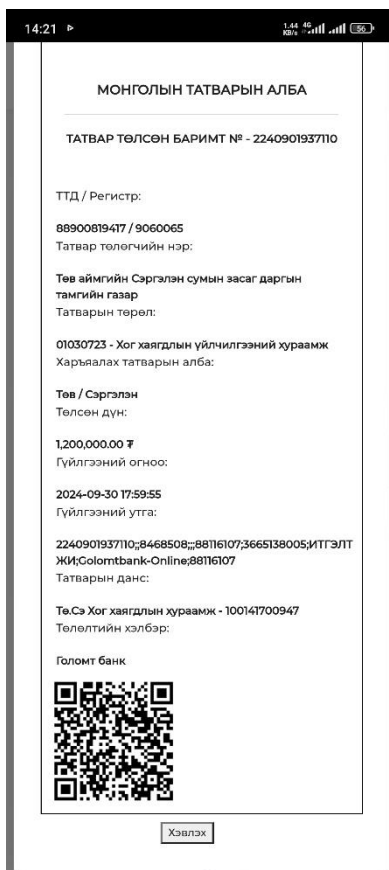 14:21
1.44 KB/s 4G 56
МОНГОЛЫН ТАТВАРЫН АЛБА
ТАТВАР ТӨЛСӨН БАРИМТ № - 2240901937110
ТТД / Регистр:
88900819417 / 9060065
Татвар төлөгчийн нэр:
Төв аймгийн Сэргэлэн сумын засаг даргын
тамгийн газар
Татварын төрөл:
01030723 - Хог хаягдлын үйлчилгээний хураамж
Харъяалах татварын алба:
Төв / Сэргэлэн
Төлсөн дүн:
1,200,000.00 ₮
Гүйлгээний огноо:
2024-09-30 17:59:55
Гүйлгээний утга:
2240901937110;;8468508;;;88116107;3665138005;ИТГЭЛТ
ЖИ;Golomtbank-Online;88116107
Татварын данс:
Тө.Сэ Хог хаягдлын хураамж - 100141700947
Төлөлтийн хэлбэр:
Голомт банк
Хэвлэх